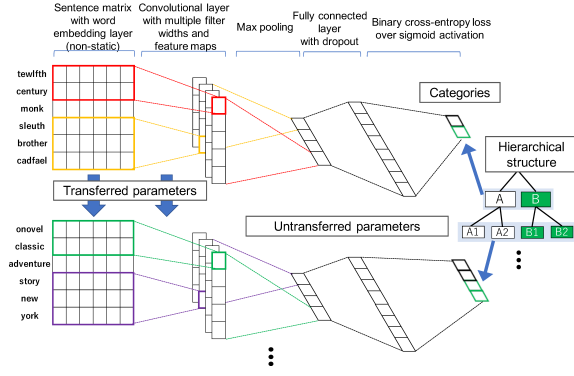 Sentence matrix
with word
embedding layer
(non-static)
Convolutional layer
with multiple filter
widths and
feature maps
Max pooling
Fully connected
layer
with dropout
Binary cross-entropy loss
over sigmoid activation
tewlfth
century
monk
sleuth
brother
cadfael
Categories
Hierarchical
structure
A
B
A1
A2
B1
B2
Transferred parameters
Untransferred parameters
onovel
classic
adventure
story
new
york